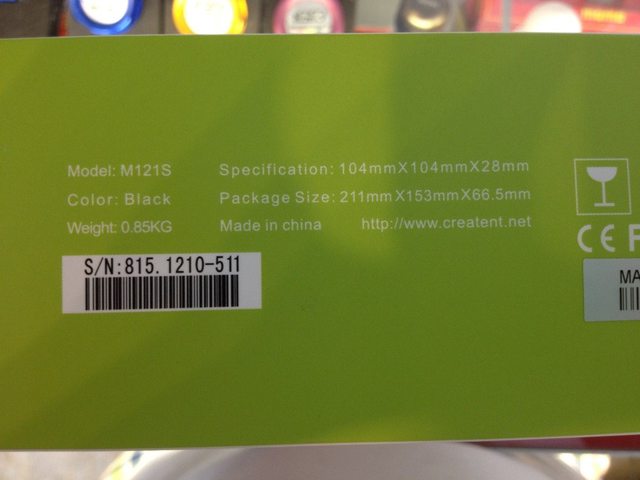 Model: M121S
Specification: 104mmX104mmX28mm
Color: Black
Package Size: 211mmX153mmX66.5mm
Weight: 0.85KG
Made in china
http://www.creatent.net
CE F
S/N:815.1210-511
MA